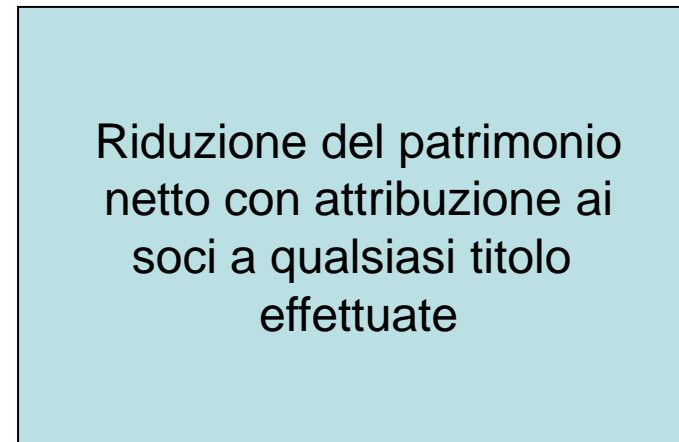 Riduzione del patrimonio
netto con attribuzione ai
soci a qualsiasi titolo
effettuate